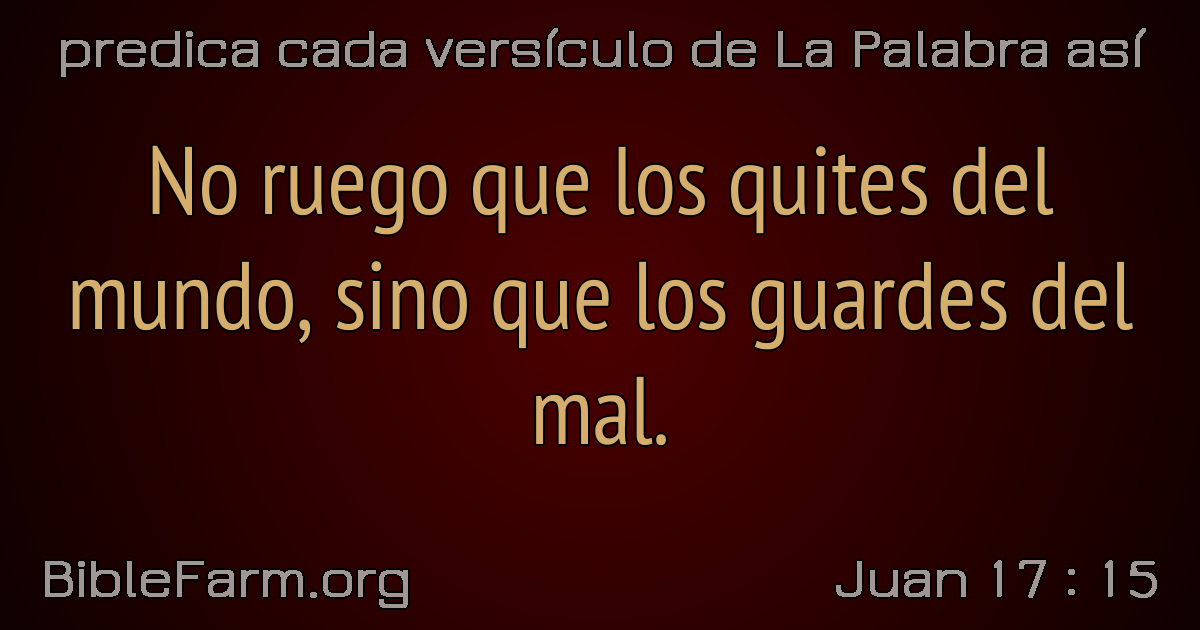 predica cada versículo de La Palabra así
No ruego que los quites del
mundo, sino que los guardes del
mal.
BibleFarm.org
Juan 17 : 15